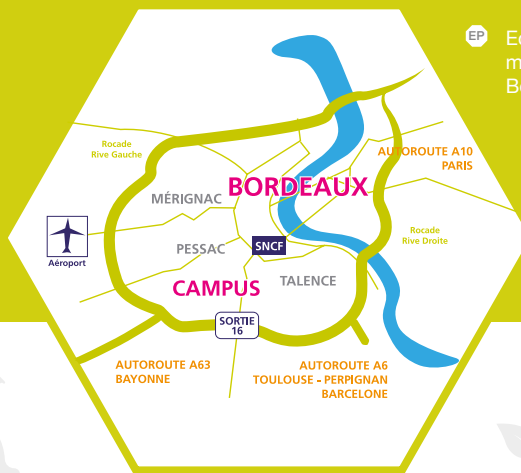 EP
Rocade
Rive Gauche
AUTOROUTE A10
PARIS
BORDEAUX
MÉRIGNAC
Rocade
Rive Droite
PESSAC
SNCF
Aéroport
TALENCE
CAMPUS
SORTIE
16
AUTOROUTE A63
BAYONNE
AUTOROUTE A6
TOULOUSE - PERPIGNAN
BARCELONE